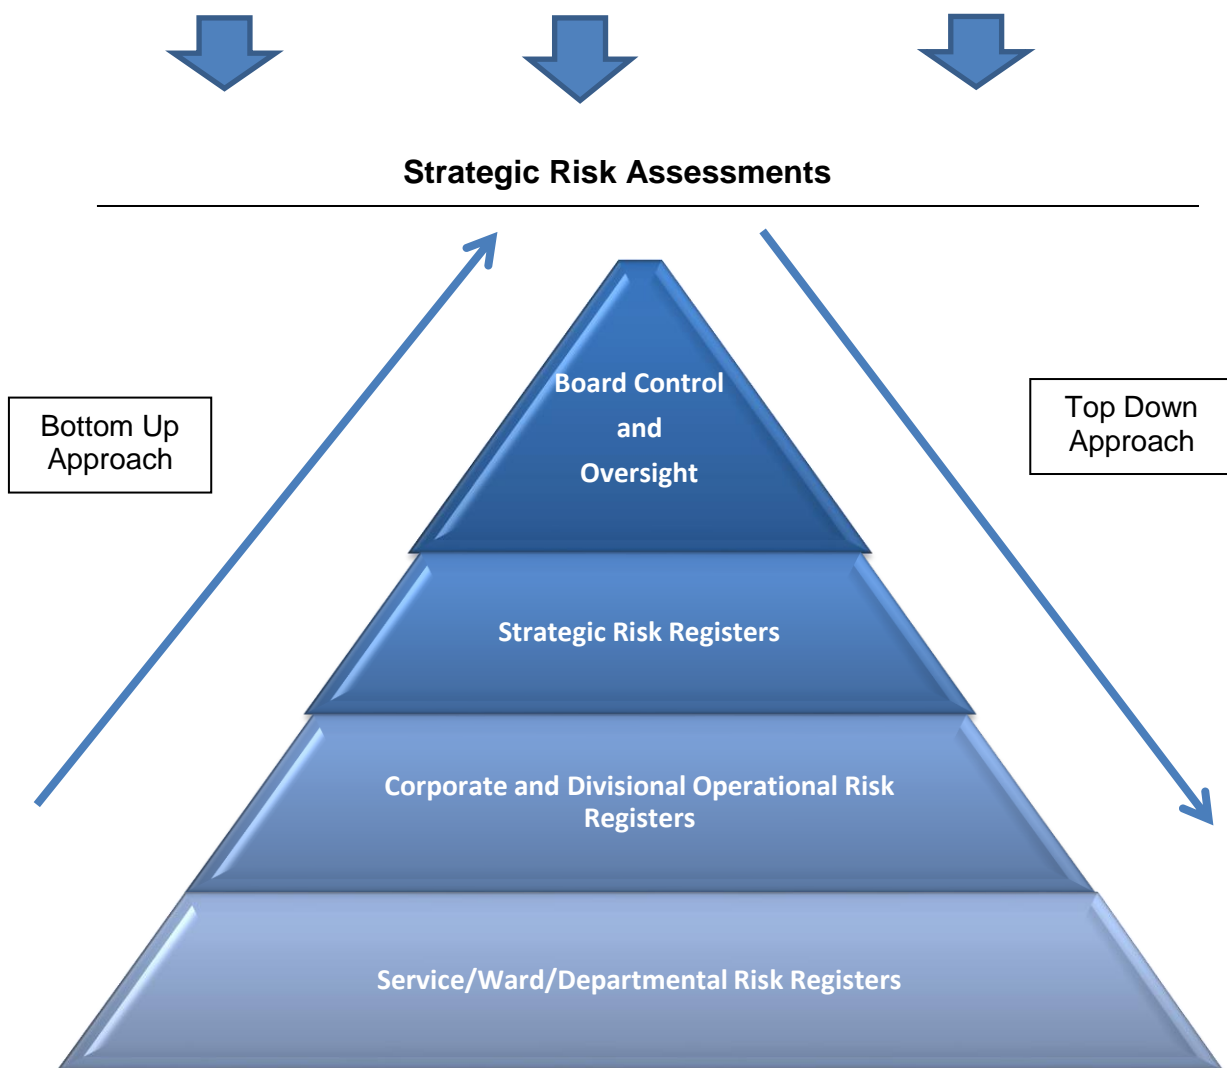 Strategic Risk Assessments
Board Control
and
Oversight
Bottom Up
Approach
Top Down
Approach
Strategic Risk Registers
Corporate and Divisional Operational Risk
Registers
Service/Ward/Departmental Risk Registers